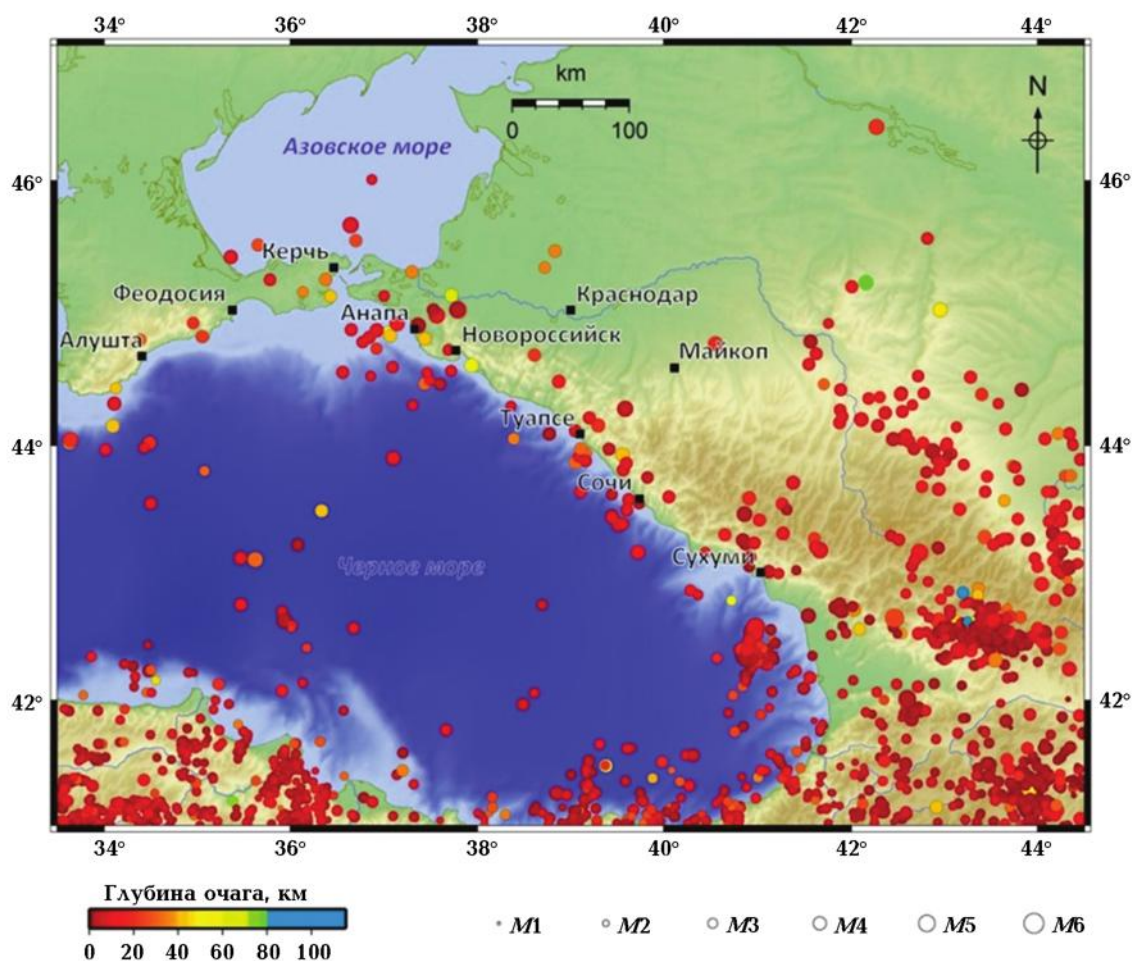 34° 36° 38° 40° 42° 44°
km
0 100
N
Азовское море
46° 46°
Керчь
Феодосия
Краснодар
Анапа
Алушта
Новороссийск
Майкоп
Туапсе
44° 44°
Сочи
Сухуми
Черное море
42° 42°
34° 36° 38° 40° 42° 44°
Глубина очага, км
0 20 40 60 80 100
M1 M2 M3 M4 M5 M6